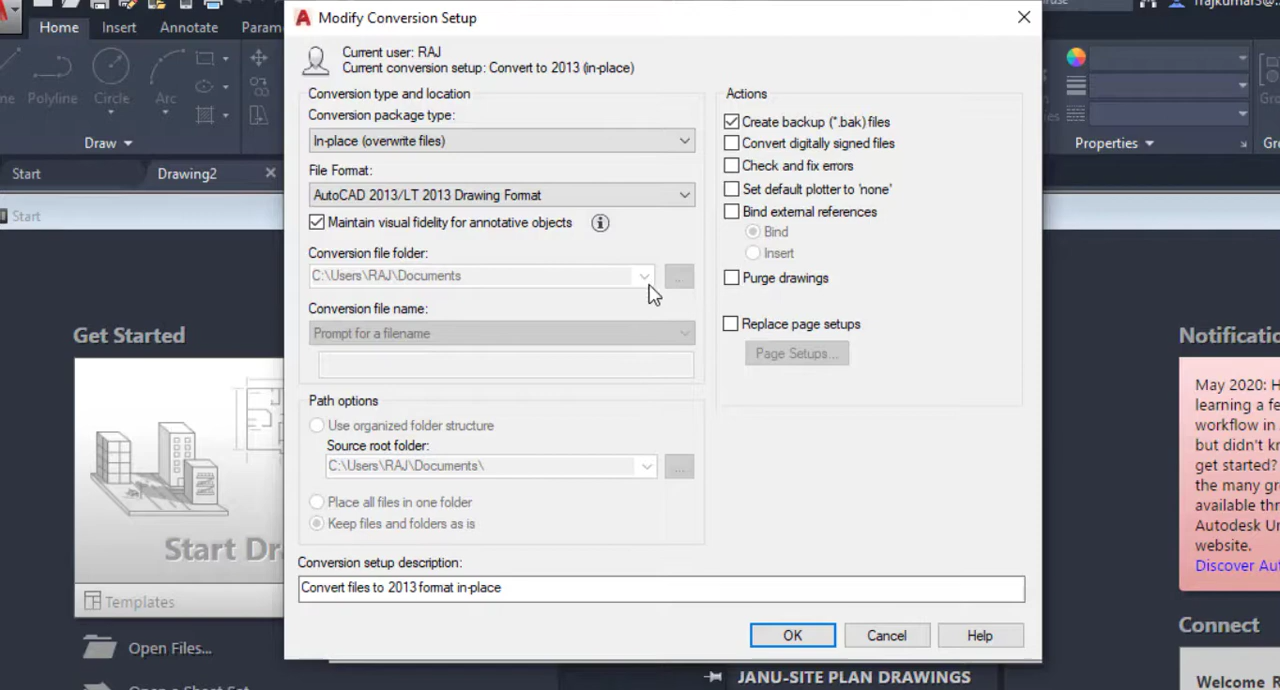 Modify Conversion Setup
Home Insert Annotate Param
Current user: RAJ
Current conversion setup: Convert to 2013 (in-place)
Conversion type and location
Conversion package type:
In-place (overwrite files)
File Format:
AutoCAD 2013/LT 2013 Drawing Format
Maintain visual fidelity for annotative objects
Conversion file folder:
C:\Users\RAJ\Documents
...
Conversion file name:
Prompt for a filename
Path options
Use organized folder structure
Source root folder:
C:\Users\RAJ\Documents\
...
Place all files in one folder
Keep files and folders as is
Conversion setup description:
Convert files to 2013 format in-place
Actions
Create backup (*.bak) files
Convert digitally signed files
Check and fix errors
Set default plotter to 'none'
Bind external references
Bind
Insert
Purge drawings
Replace page setups
Page Setups...
OK Cancel Help
Polyline Circle Arc
Draw
Properties
Start Drawing2
Start
Get Started
Start Dr
Templates
Open Files...
JANU-SITE PLAN DRAWINGS
Notificatio
May 2020: H
learning a fe
workflow in
but didn't kn
get started?
the many gr
available thr
Autodesk Un
website.
Discover Aut
Connect
Welcome R